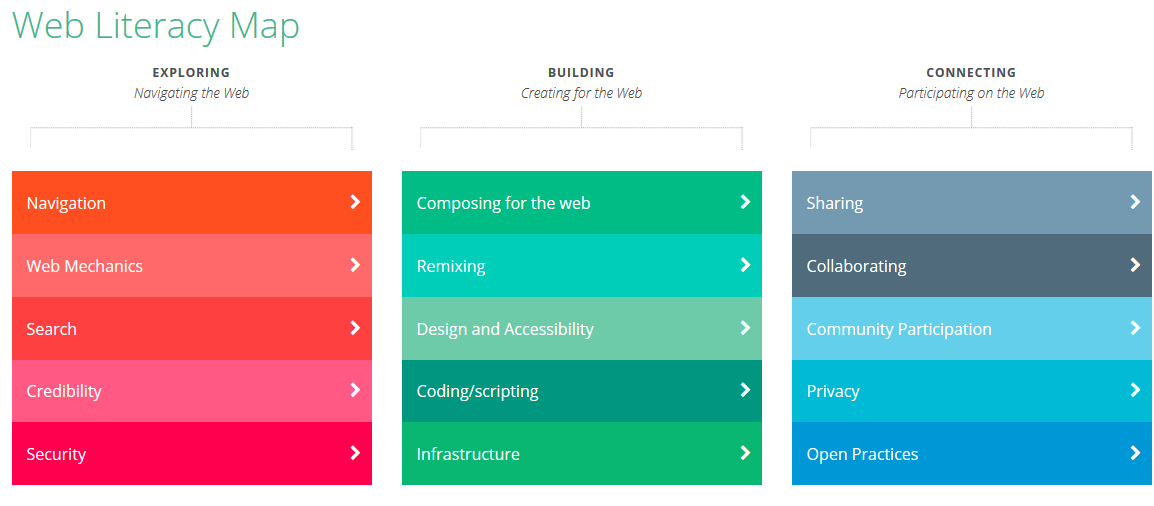 Web Literacy Map
EXPLORING
Navigating the Web
Navigation
Web Mechanics
Search
Credibility
Security
BUILDING
Creating for the Web
Composing for the web
Remixing
Design and Accessibility
Coding/scripting
Infrastructure
CONNECTING
Participating on the Web
Sharing
Collaborating
Community Participation
Privacy
Open Practices